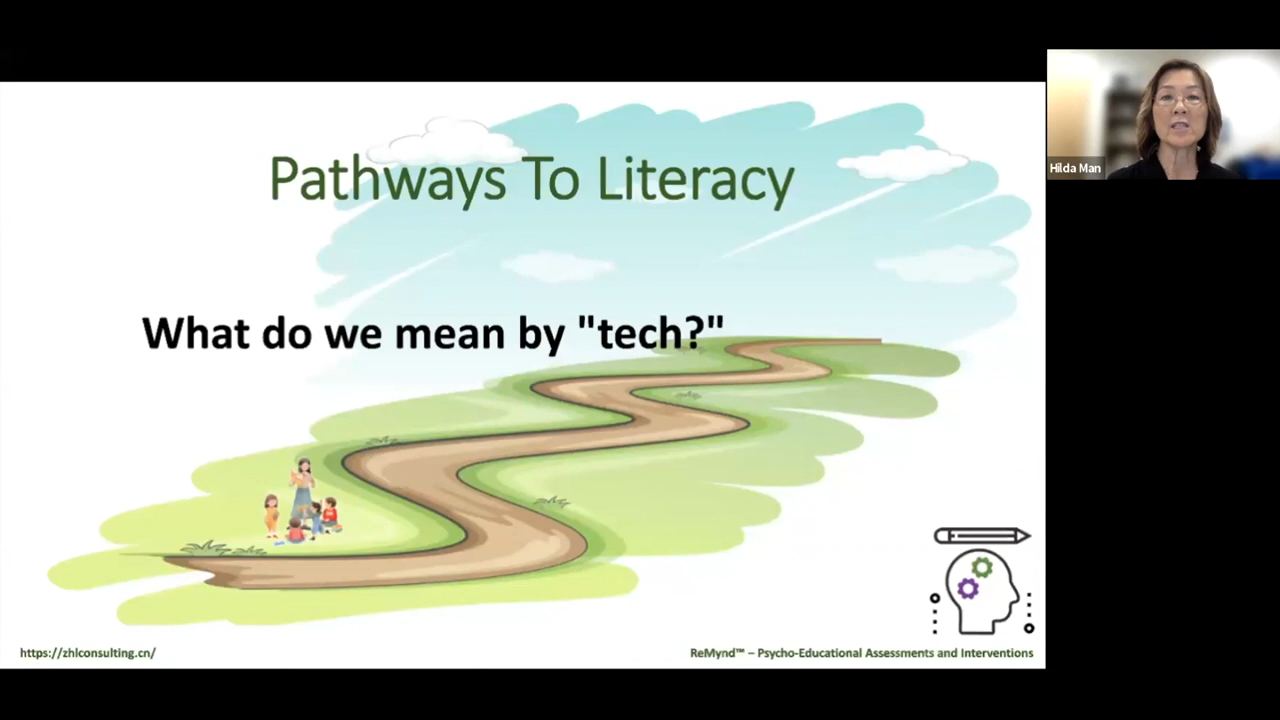 Pathways To Literacy
Hilda Man
What do we mean by "tech?"
https://zhlconsulting.cn/
ReMynd™ – Psycho-Educational Assessments and Interventions